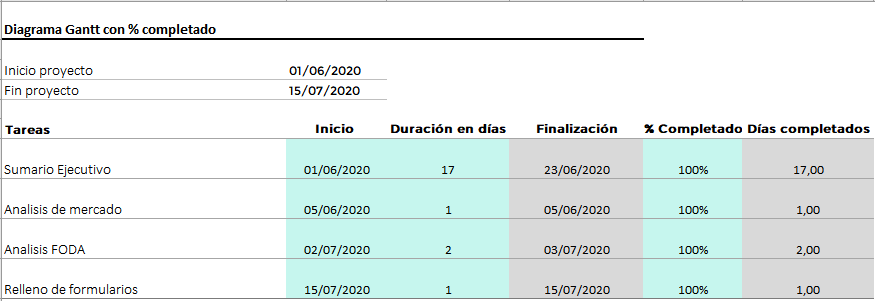 Diagrama Gantt con % completado
Inicio proyecto 01/06/2020
Fin proyecto 15/07/2020
Tareas Inicio Duración en días Finalización % Completado Días completados
Sumario Ejecutivo 01/06/2020 17 23/06/2020 100% 17,00
Analisis de mercado 05/06/2020 1 05/06/2020 100% 1,00
Analisis FODA 02/07/2020 2 03/07/2020 100% 2,00
Relleno de formularios 15/07/2020 1 15/07/2020 100% 1,00